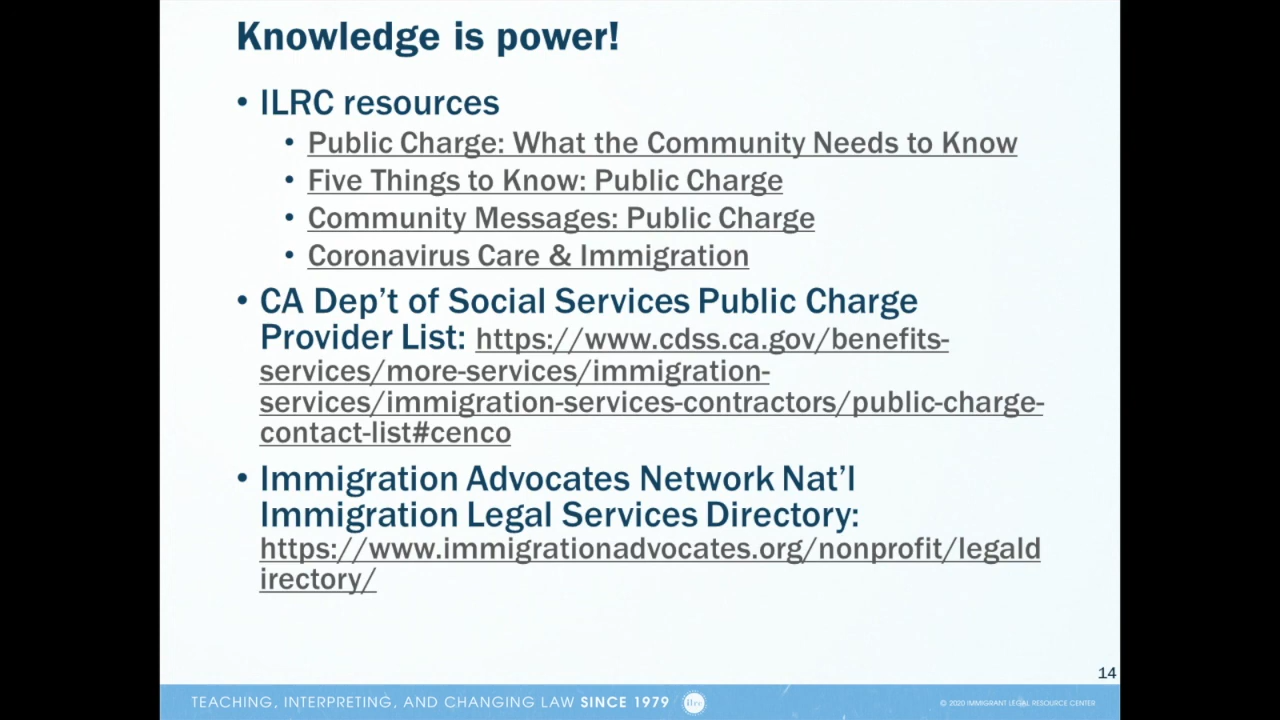 Knowledge is power!
• ILRC resources
• Public Charge: What the Community Needs to Know
• Five Things to Know: Public Charge
• Community Messages: Public Charge
• Coronavirus Care & Immigration
• CA Dep’t of Social Services Public Charge
Provider List: https://www.cdss.ca.gov/benefits-
services/more-services/immigration-
services/immigration-services-contractors/public-charge-
contact-list#cenco
• Immigration Advocates Network Nat’l
Immigration Legal Services Directory:
https://www.immigrationadvocates.org/nonprofit/legald
irectory/
14
TEACHING, INTERPRETING, AND CHANGING LAW SINCE 1979 ilrc
© 2020 IMMIGRANT LEGAL RESOURCE CENTER